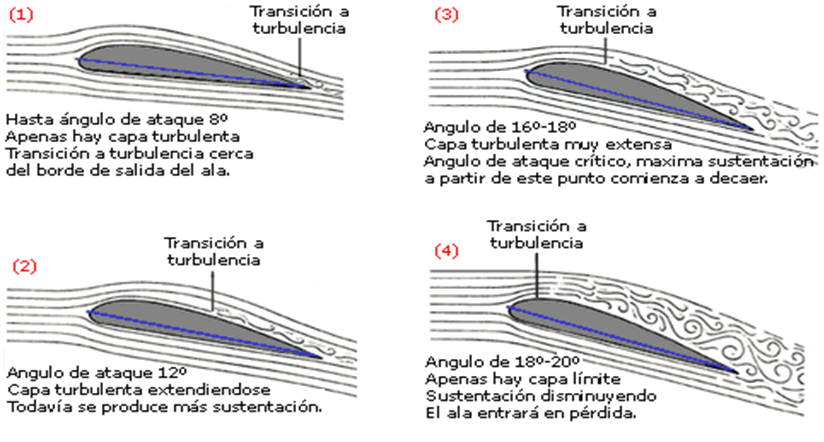 (1)
Transición a
turbulencia
Hasta ángulo de ataque 8º
Apenas hay capa turbulenta
Transición a turbulencia cerca
del borde de salida del ala.
(2)
Transición a
turbulencia
Angulo de ataque 12º
Capa turbulenta extendiendose
Todavía se produce más sustentación.
(3)
Transición a
turbulencia
Angulo de 16º-18º
Capa turbulenta muy extensa
Angulo de ataque crítico, maxima sustentación
a partir de este punto comienza a decaer.
(4)
Transición a
turbulencia
Angulo de 18º-20º
Apenas hay capa límite
Sustentación disminuyendo
El ala entrará en pérdida.